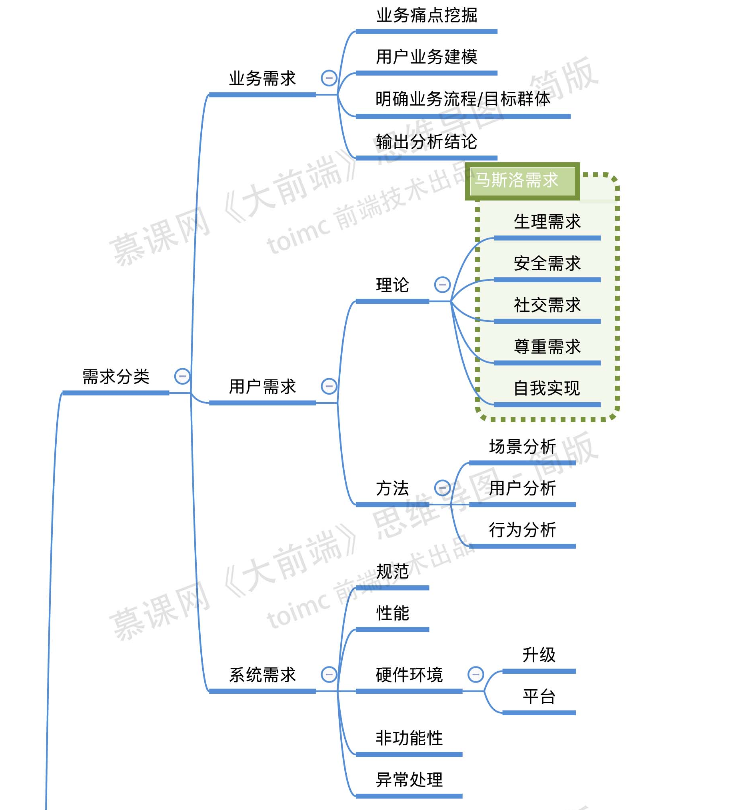 业务痛点挖掘
用户业务建模
业务需求
明确业务流程/目标群体
输出分析结论
马斯洛需求
生理需求
安全需求
理论
社交需求
尊重需求
自我实现
需求分类
用户需求
场景分析
方法
用户分析
行为分析
规范
性能
升级
系统需求
硬件环境
平台
非功能性
异常处理
慕课网《大前端》思维导图 - 简版
toimc 前端技术出品
慕课网《大前端》思维导图 - 简版
toimc 前端技术出品